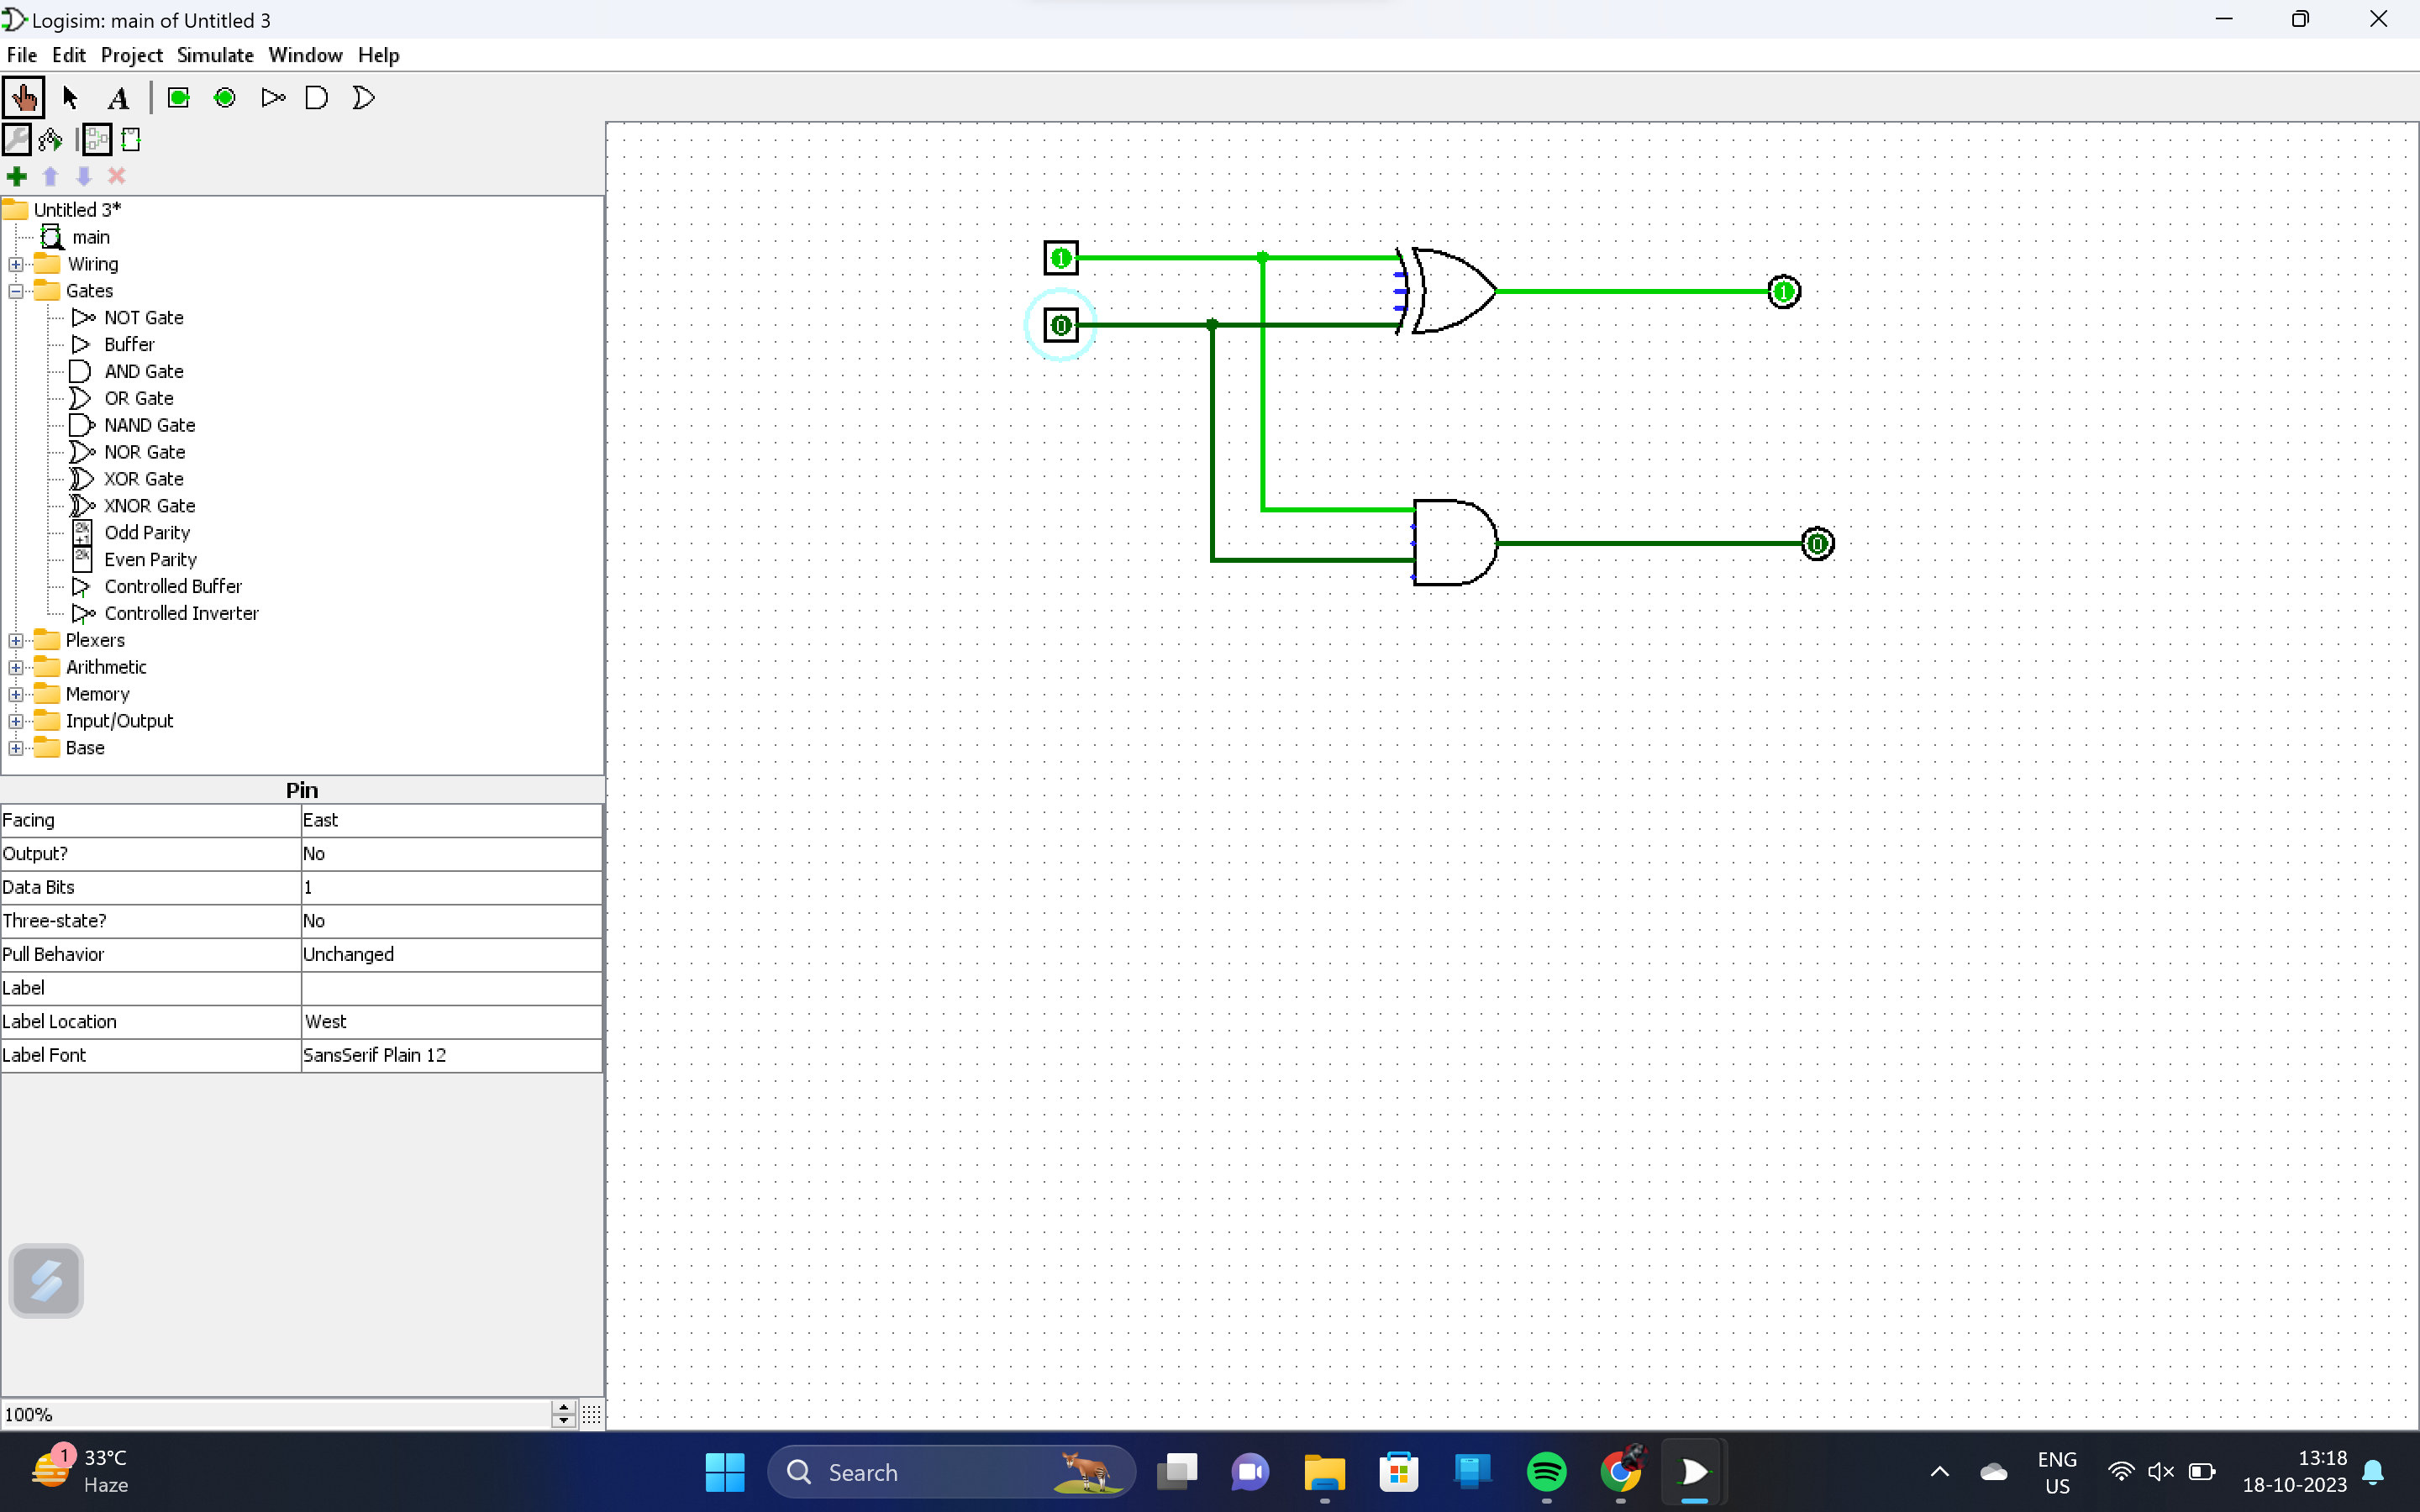 Logisim: main of Untitled 3
File Edit Project Simulate Window Help
A
Untitled 3*
main
Wiring
Gates
NOT Gate
Buffer
AND Gate
OR Gate
NAND Gate
NOR Gate
XOR Gate
XNOR Gate
2k+1 Odd Parity
2k Even Parity
Controlled Buffer
Controlled Inverter
Plexers
Arithmetic
Memory
Input/Output
Base
Pin
Facing East
Output? No
Data Bits 1
Three-state? No
Pull Behavior Unchanged
Label
Label Location West
Label Font SansSerif Plain 12
100%
1
0
1
0
1 33°C
Haze
Search
ENG
US
13:18
18-10-2023